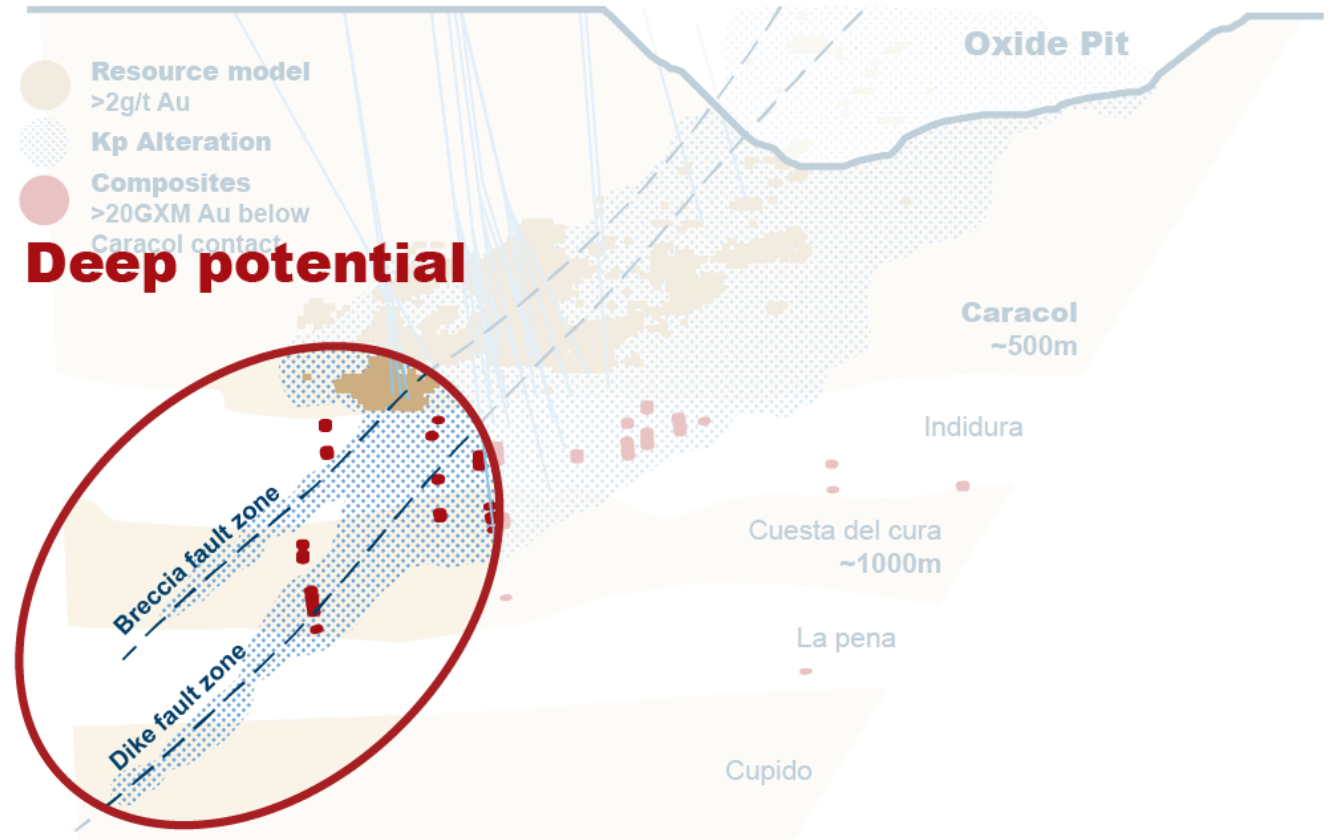 Oxide Pit
Resource model
>2g/t Au
Kp Alteration
Composites
>20GXM Au below
Caracol contact
Deep potential
Caracol
~500m
Indidura
Breccia fault zone
Cuesta del cura
~1000m
La pena
Dike fault zone
Cupido